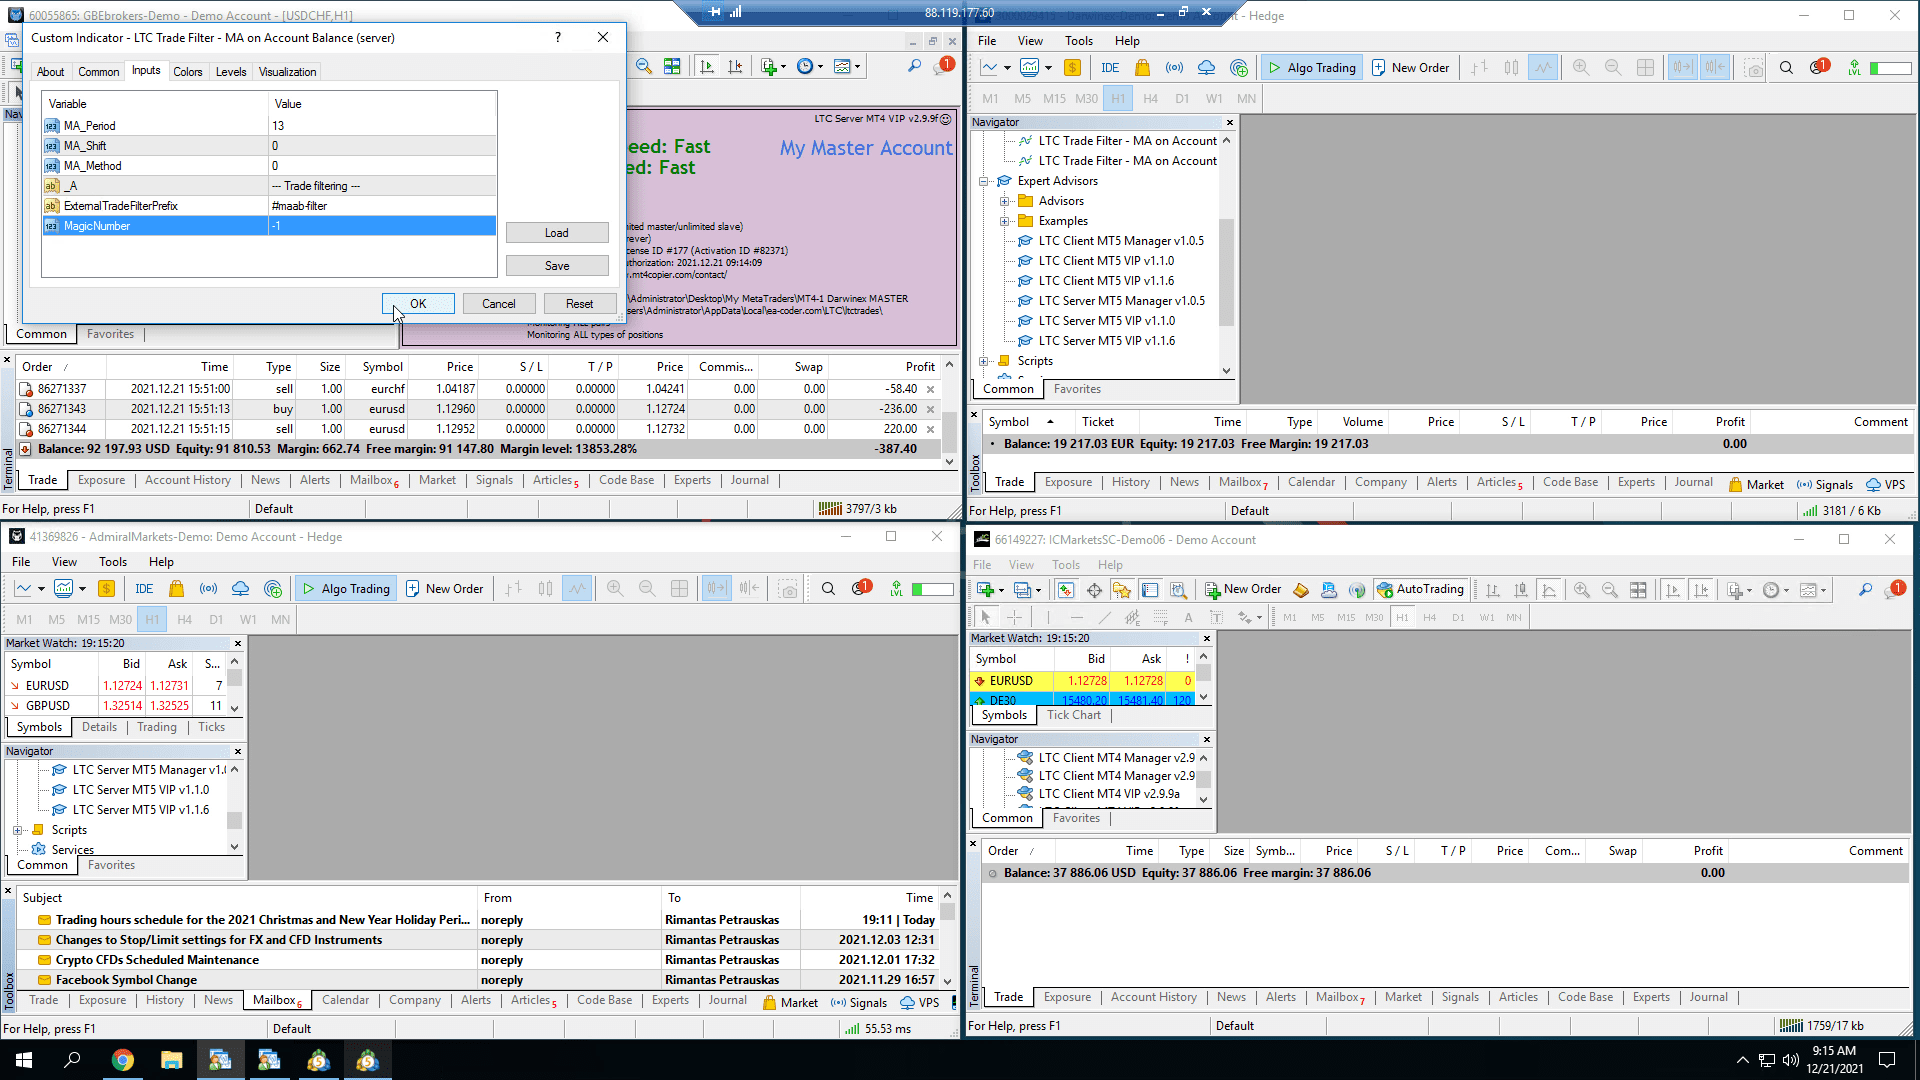 60055865: GBEbrokers-Demo - Demo Account - [USDCHF,H1]
88.119.177.60
Custom Indicator - LTC Trade Filter - MA on Account Balance (server)
?
About
Common
Inputs
Colors
Levels
Visualization
Variable Value
MA_Period 13
MA_Shift 0
MA_Method 0
_A --- Trade filtering ---
ExternalTradeFilterPrefix #maab-filter
MagicNumber -1
Load
Save
OK
Cancel
Reset
Common
Favorites
LTC Server MT4 VIP v2.9.9f
eed: Fast
ed: Fast
My Master Account
ited master/unlimited slave)
ever)
cense ID #177 (Activation ID #82371)
uthorization: 2021.12.21 09:14:09
w.mt4copier.com/contact/
\Administrator\Desktop\My MetaTraders\MT4-1 Darwinex MASTER
sers\Administrator\AppData\Local\ea-coder.com\LTC\ltctrades\
Monitoring ALL pairs
Monitoring ALL types of positions
Order / Time Type Size Symbol Price S / L T / P Price Commis... Swap Profit
86271337 2021.12.21 15:51:00 sell 1.00 eurchf 1.04187 0.00000 0.00000 1.04241 0.00 0.00 -58.40
86271343 2021.12.21 15:51:13 buy 1.00 eurusd 1.12960 0.00000 0.00000 1.12724 0.00 0.00 -236.00
86271344 2021.12.21 15:51:15 sell 1.00 eurusd 1.12952 0.00000 0.00000 1.12732 0.00 0.00 220.00
Balance: 92 197.93 USD Equity: 91 810.53 Margin: 662.74 Free margin: 91 147.80 Margin level: 13853.28% -387.40
Terminal
Trade Exposure Account History News Alerts Mailbox 6 Market Signals Articles 5 Code Base Experts Journal
For Help, press F1 Default 3797/3 kb
Account - Hedge
File View Tools Help
IDE Algo Trading New Order 1 LVL
M1 M5 M15 M30 H1 H4 D1 W1 MN
Navigator
LTC Trade Filter - MA on Account
LTC Trade Filter - MA on Account
Expert Advisors
Advisors
Examples
LTC Client MT5 Manager v1.0.5
LTC Client MT5 VIP v1.1.0
LTC Client MT5 VIP v1.1.6
LTC Server MT5 Manager v1.0.5
LTC Server MT5 VIP v1.1.0
LTC Server MT5 VIP v1.1.6
Scripts
Common Favorites
Symbol Ticket Time Type Volume Price S / L T / P Price Profit Comment
Balance: 19 217.03 EUR Equity: 19 217.03 Free Margin: 19 217.03 0.00
Toolbox
Trade Exposure History News Mailbox 7 Calendar Company Alerts Articles 5 Code Base Experts Journal Market Signals VPS
For Help, press F1 Default 3181 / 6 Kb
41369826 - AdmiralMarkets-Demo: Demo Account - Hedge
File View Tools Help
IDE Algo Trading New Order 1 LVL
M1 M5 M15 M30 H1 H4 D1 W1 MN
Market Watch: 19:15:20
Symbol Bid Ask S...
EURUSD 1.12724 1.12731 7
GBPUSD 1.32514 1.32525 11
Symbols Details Trading Ticks
Navigator
LTC Server MT5 Manager v1.
LTC Server MT5 VIP v1.1.0
LTC Server MT5 VIP v1.1.6
Scripts
Services
Common Favorites
Subject From To Time
Trading hours schedule for the 2021 Christmas and New Year Holiday Peri... noreply Rimantas Petrauskas 19:11 | Today
Changes to Stop/Limit settings for FX and CFD Instruments noreply Rimantas Petrauskas 2021.12.03 12:31
Crypto CFDs Scheduled Maintenance noreply Rimantas Petrauskas 2021.12.01 17:32
Facebook Symbol Change noreply Rimantas Petrauskas 2021.11.29 16:57
Toolbox
Trade Exposure History News Mailbox 6 Calendar Company Alerts Articles 5 Code Base Experts Journal Market Signals VPS
For Help, press F1 Default 55.53 ms
66149227: ICMarketsSC-Demo06 - Demo Account
File View Tools Help
New Order AutoTrading 1
A T M1 M5 M15 M30 H1 H4 D1 W1 MN
Market Watch: 19:15:20
Symbol Bid Ask !
EURUSD 1.12728 1.12728 0
DE30 15480.20 15481.40 120
Symbols Tick Chart
Navigator
LTC Client MT4 Manager v2.9
LTC Client MT4 Manager v2.9
LTC Client MT4 VIP v2.9.9a
Common Favorites
Order / Time Type Size Symb... Price S / L T / P Price Com... Swap Profit Comment
Balance: 37 886.06 USD Equity: 37 886.06 Free margin: 37 886.06 0.00
Terminal
Trade Exposure Account History News Alerts Mailbox 7 Market Signals Articles Code Base Experts Journal
For Help, press F1 Default 1759/17 kb
9:15 AM
12/21/2021